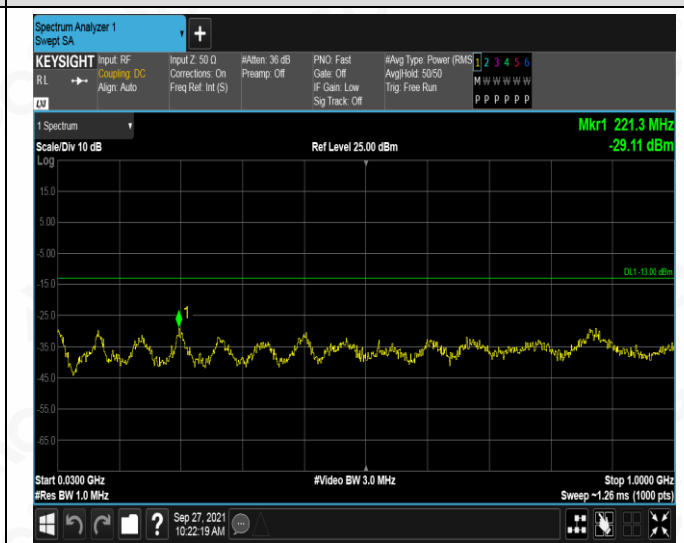 Spectrum Analyzer 1
Swept SA
+
KEYSIGHT
RL
Input: RF
Coupling: DC
Align: Auto
Input Z: 50 Ω
Corrections: On
Freq Ref: Int (S)
#Atten: 36 dB
Preamp: Off
PNO: Fast
Gate: Off
IF Gain: Low
Sig Track: Off
#Avg Type: Power (RMS
Avg|Hold: 50/50
Trig: Free Run
1 2 3 4 5 6
M W W W W W
P P P P P P
1 Spectrum
Mkr1 221.3 MHz
-29.11 dBm
Scale/Div 10 dB
Ref Level 25.00 dBm
Log
15.0
5.00
-5.00
-15.0
-25.0
-35.0
-45.0
-55.0
-65.0
DL1 -13.00 dBm
1
Start 0.0300 GHz
#Video BW 3.0 MHz
Stop 1.0000 GHz
#Res BW 1.0 MHz
Sweep ~1.26 ms (1000 pts)
?
Sep 27, 2021
10:22:19 AM